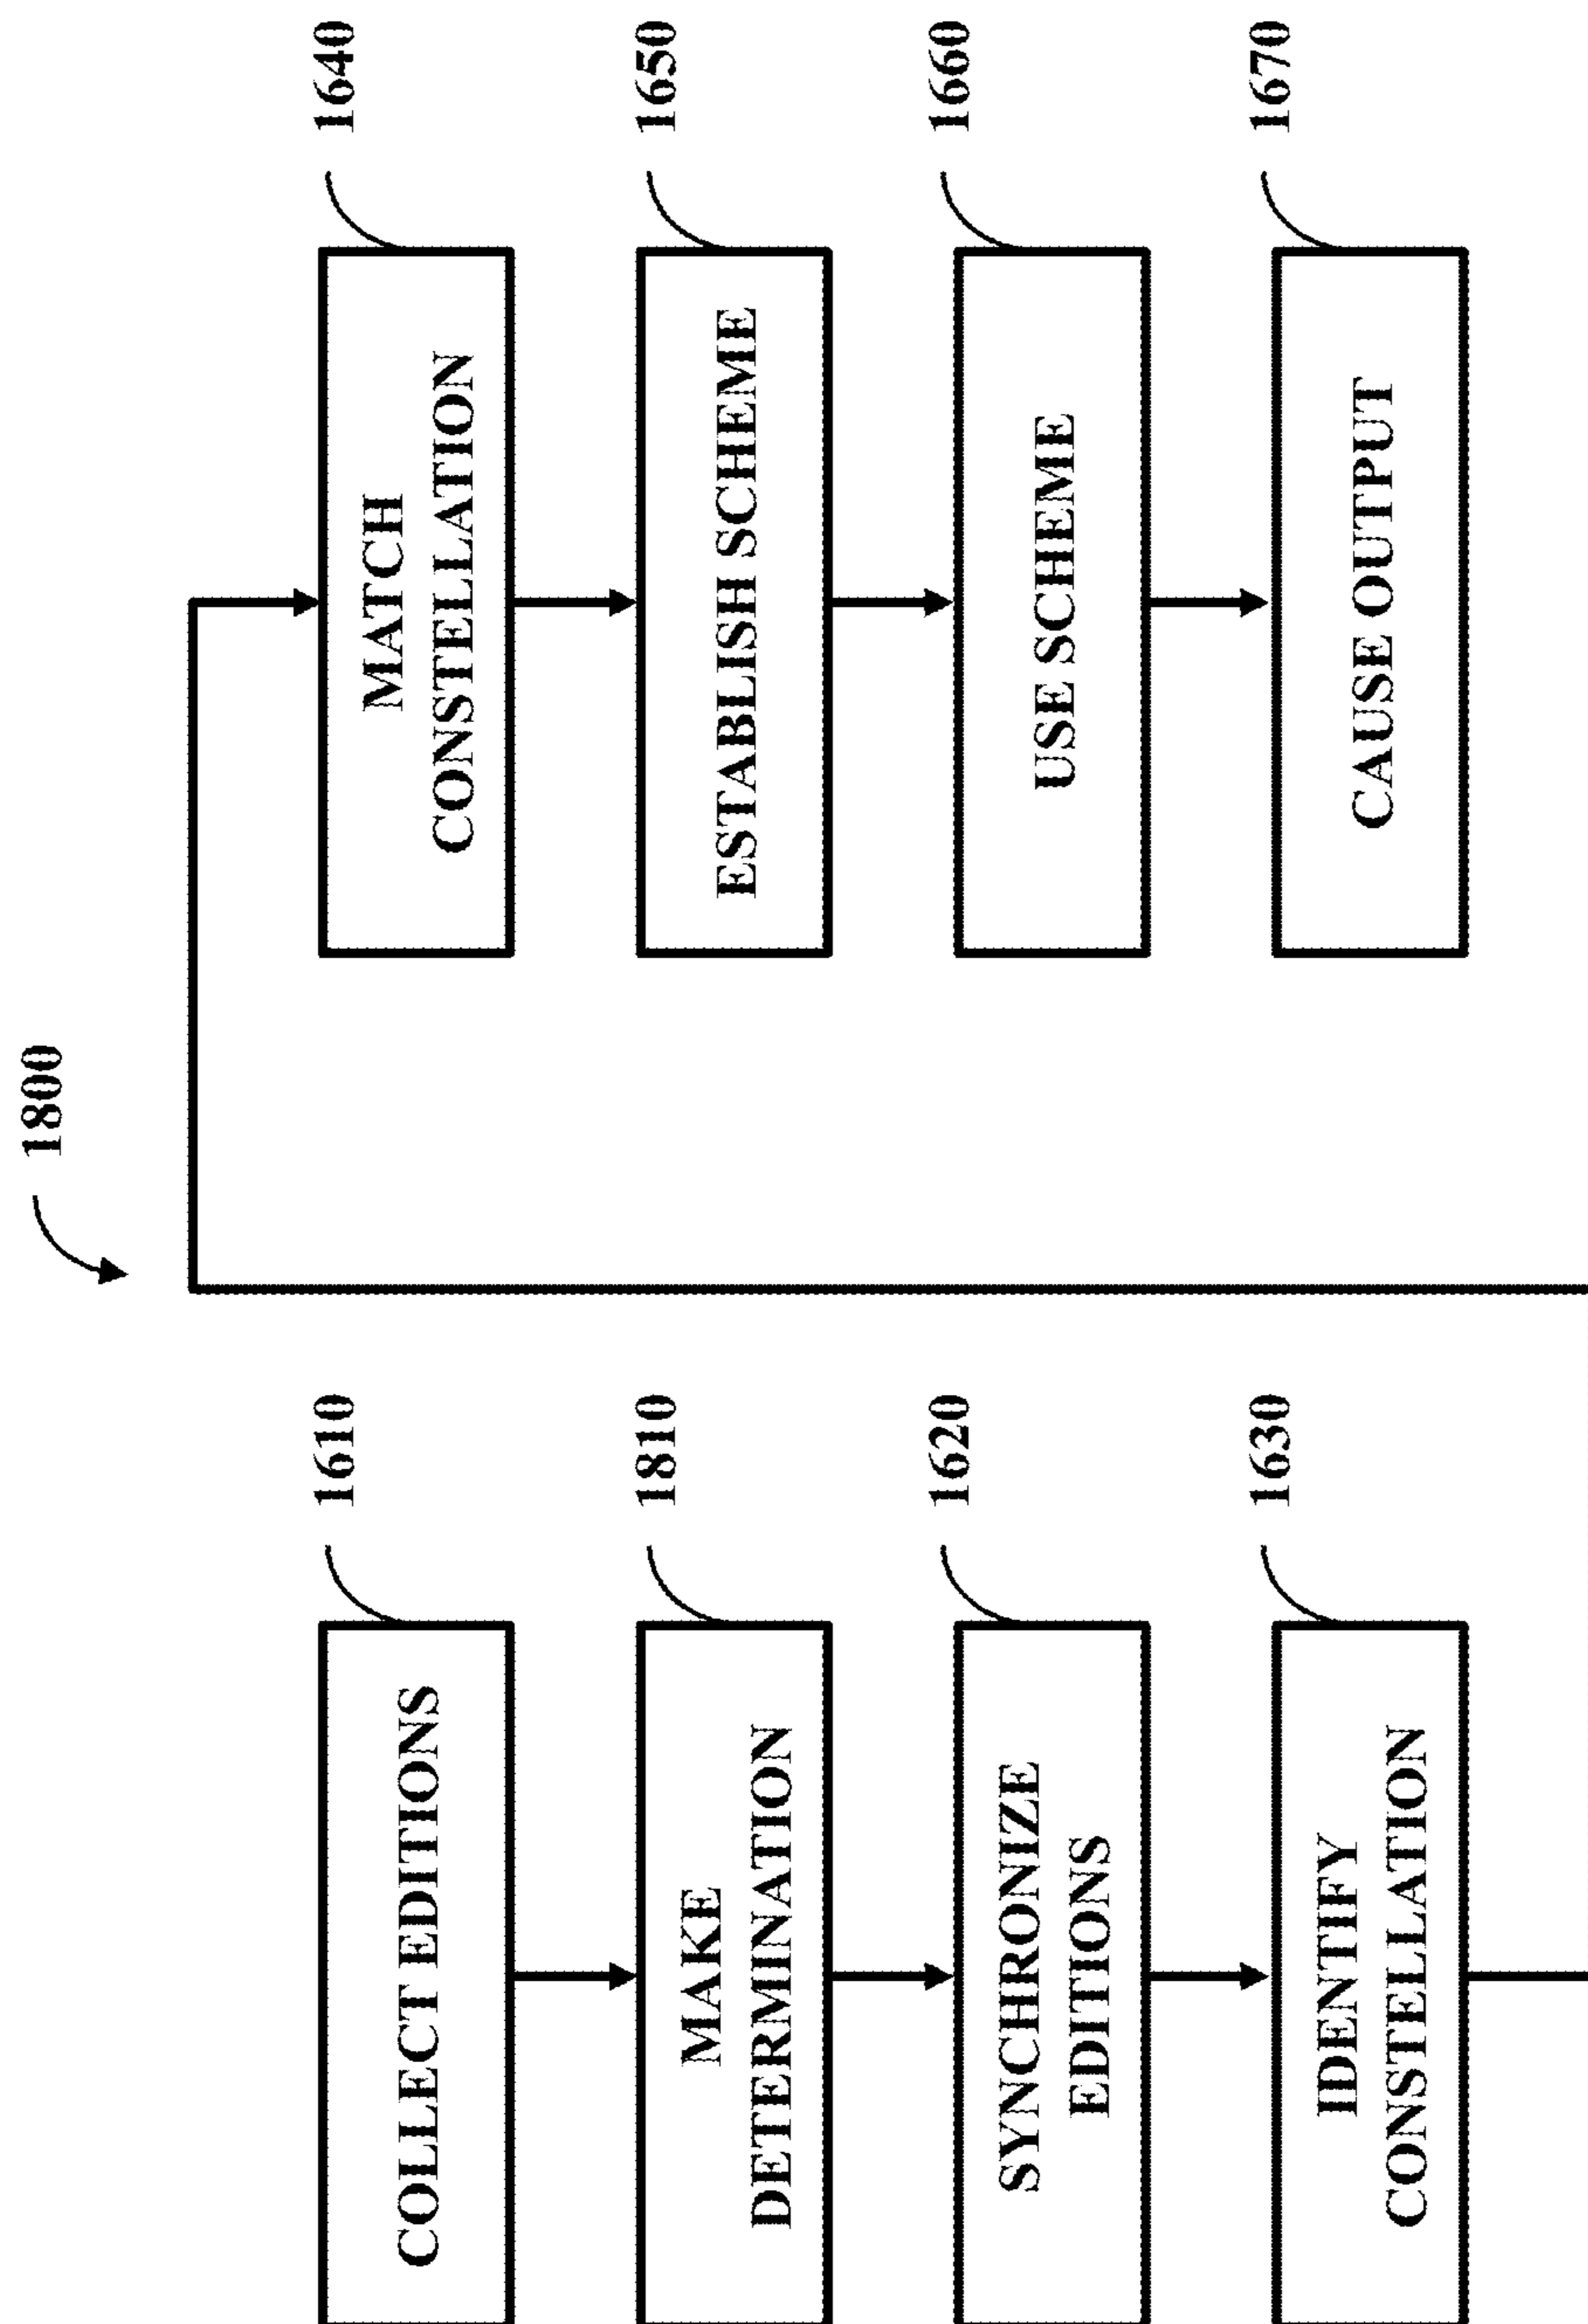 1800
COLLECT EDITIONS
1610
MAKE
DETERMINATION
1810
SYNCHRONIZE
EDITIONS
1620
IDENTIFY
CONSTELLATION
1630
MATCH
CONSTELLATION
1640
ESTABLISH SCHEME
1650
USE SCHEME
1660
CAUSE OUTPUT
1670